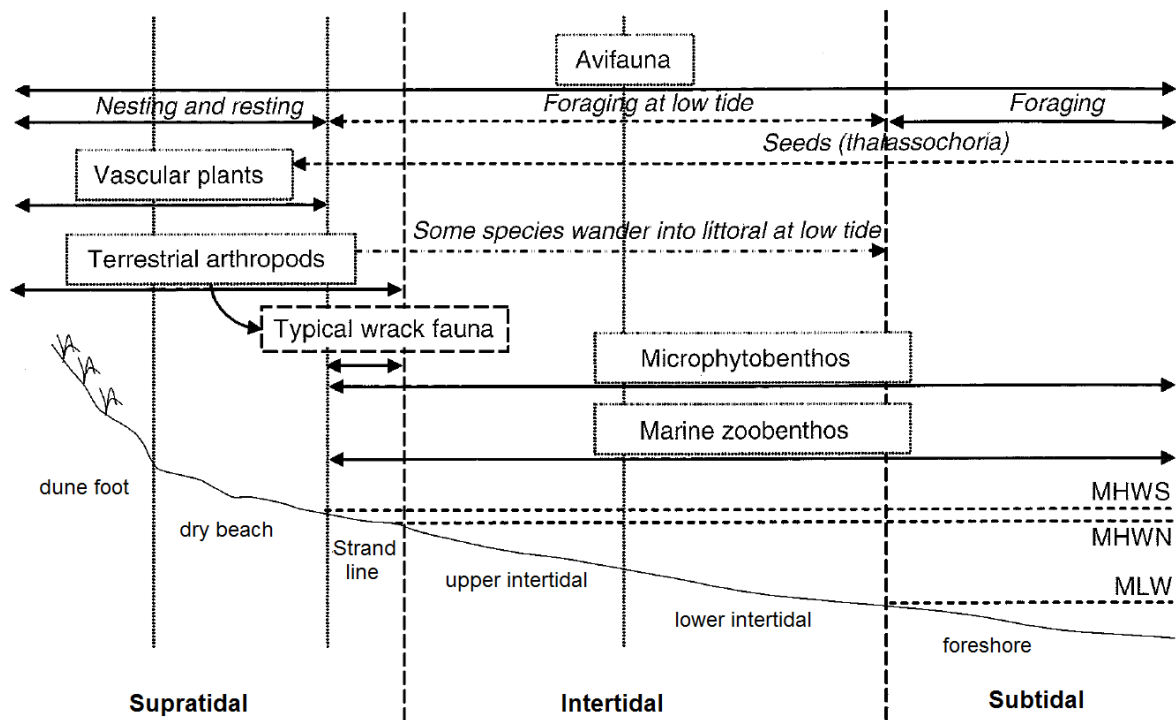 Avifauna
Nesting and resting
Foraging at low tide
Foraging
Seeds (thalassochoria)
Vascular plants
Some species wander into littoral at low tide
Terrestrial arthropods
Typical wrack fauna
Microphytobenthos
Marine zoobenthos
dune foot
MHWS
dry beach
MHWN
Strand
line
upper intertidal
MLW
lower intertidal
foreshore
Supratidal
Intertidal
Subtidal